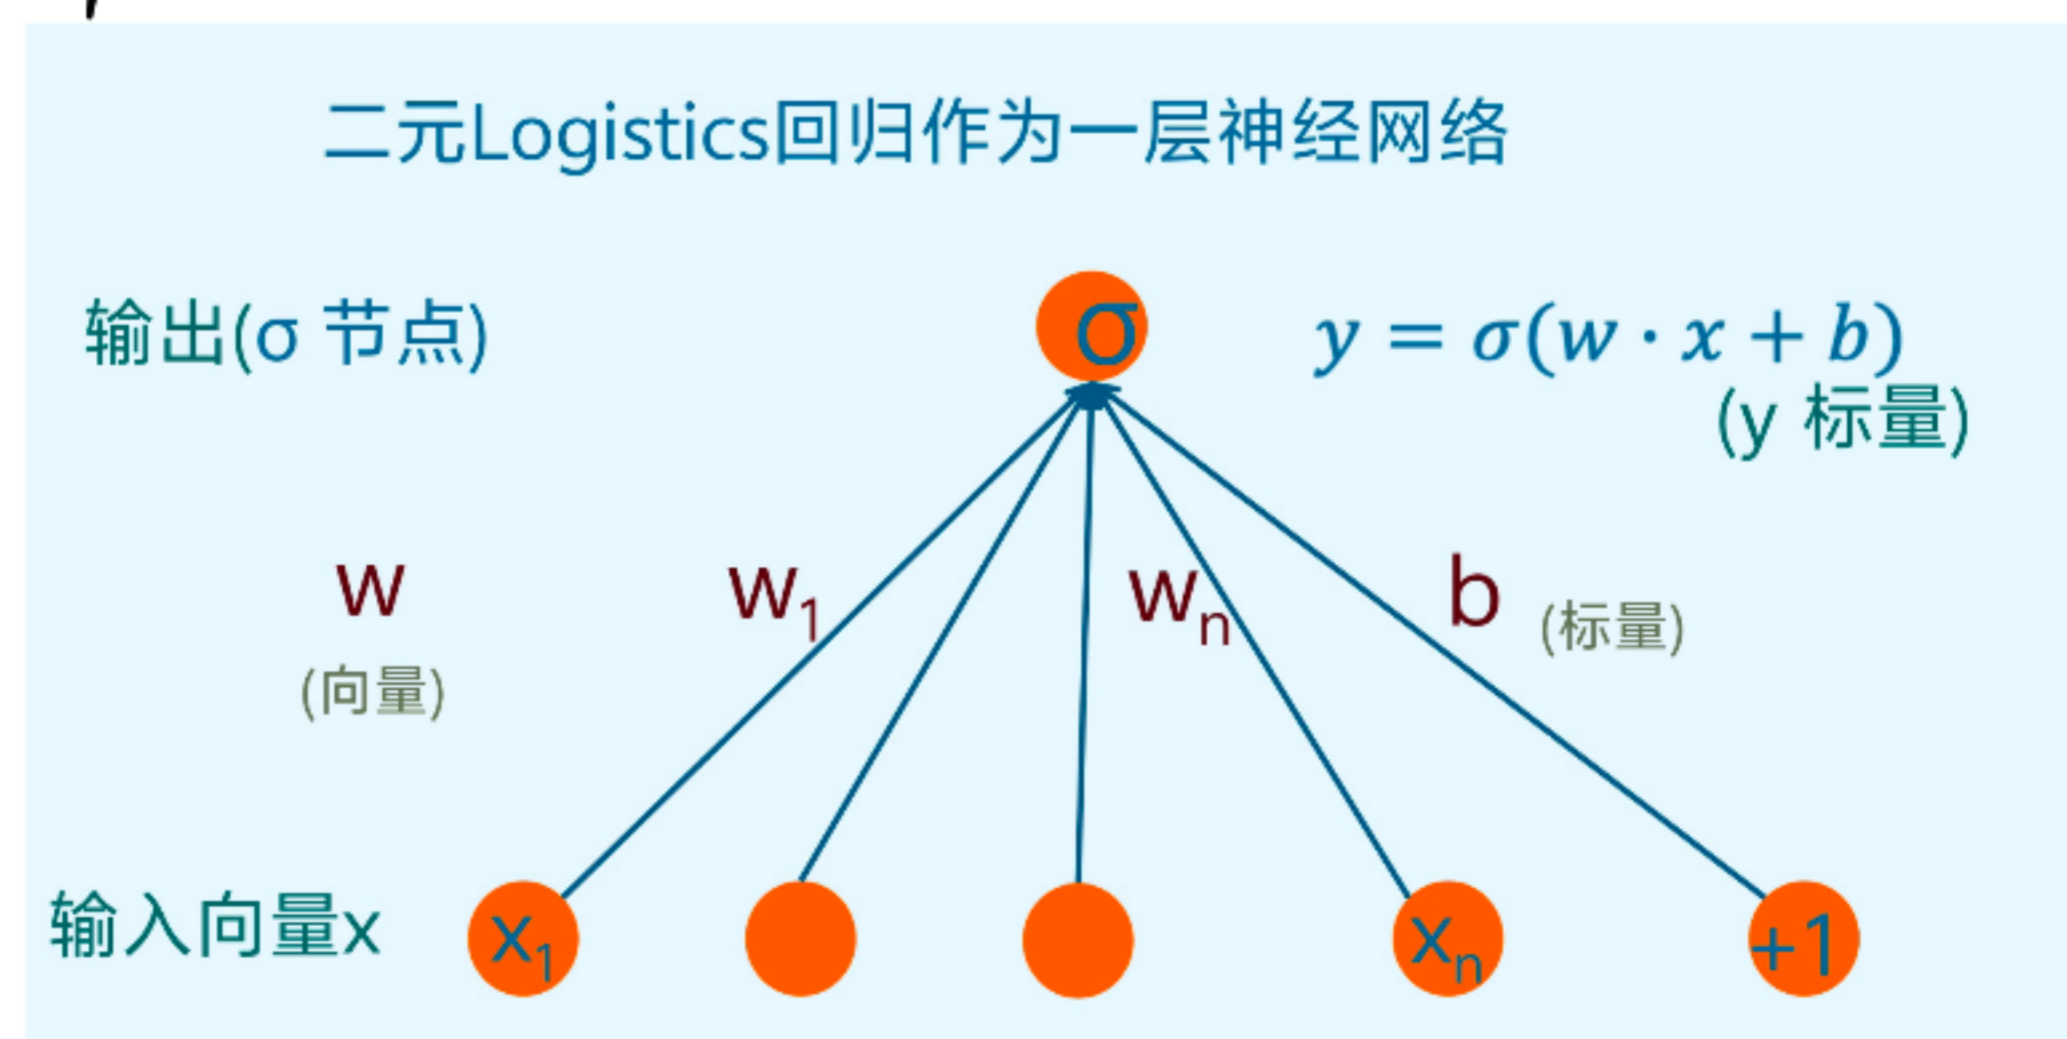 二元Logistics回归作为一层神经网络
输出(σ 节点)
σ
y = σ(w · x + b)
(y 标量)
w
(向量)
w₁
wₙ
b (标量)
输入向量x
x₁
xₙ
+1